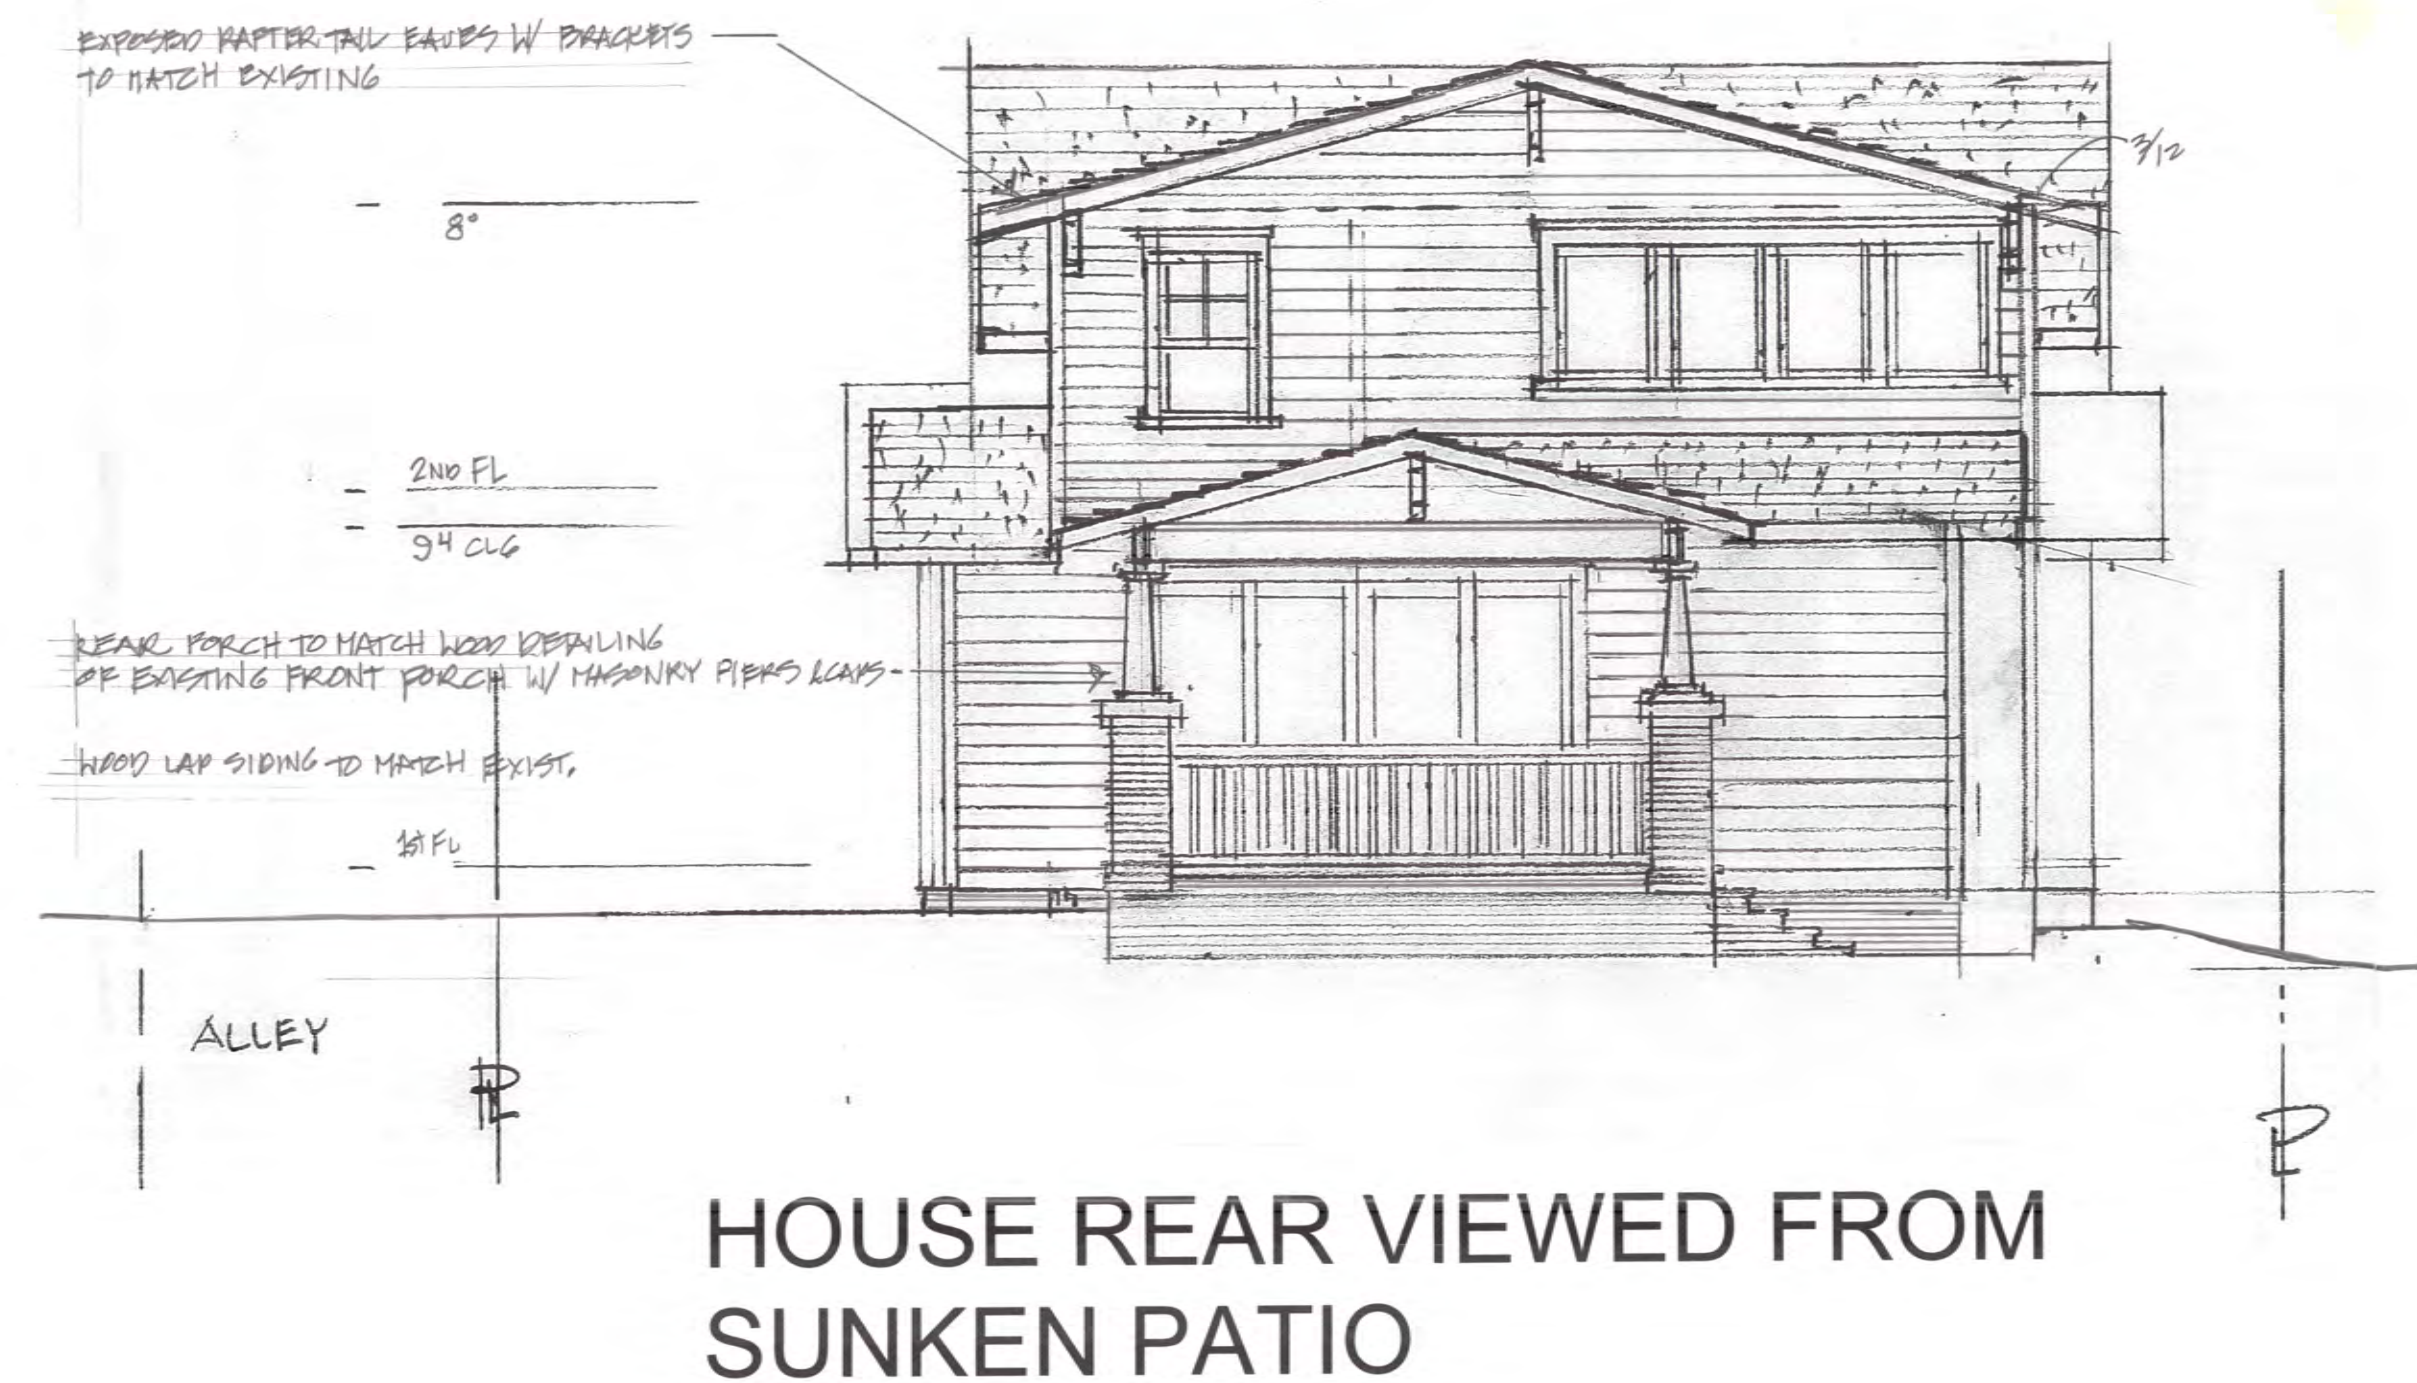 EXPOSED RAFTER TAIL EAVES W/ BRACKETS
TO MATCH EXISTING
3/12
8°
2ND FL
9⁴ CLG
REAR PORCH TO MATCH WOOD DETAILING
OF EXISTING FRONT PORCH W/ MASONRY PIERS & CAPS
WOOD LAP SIDING TO MATCH EXIST.
1ST FL
ALLEY
PL
PL
HOUSE REAR VIEWED FROM
SUNKEN PATIO